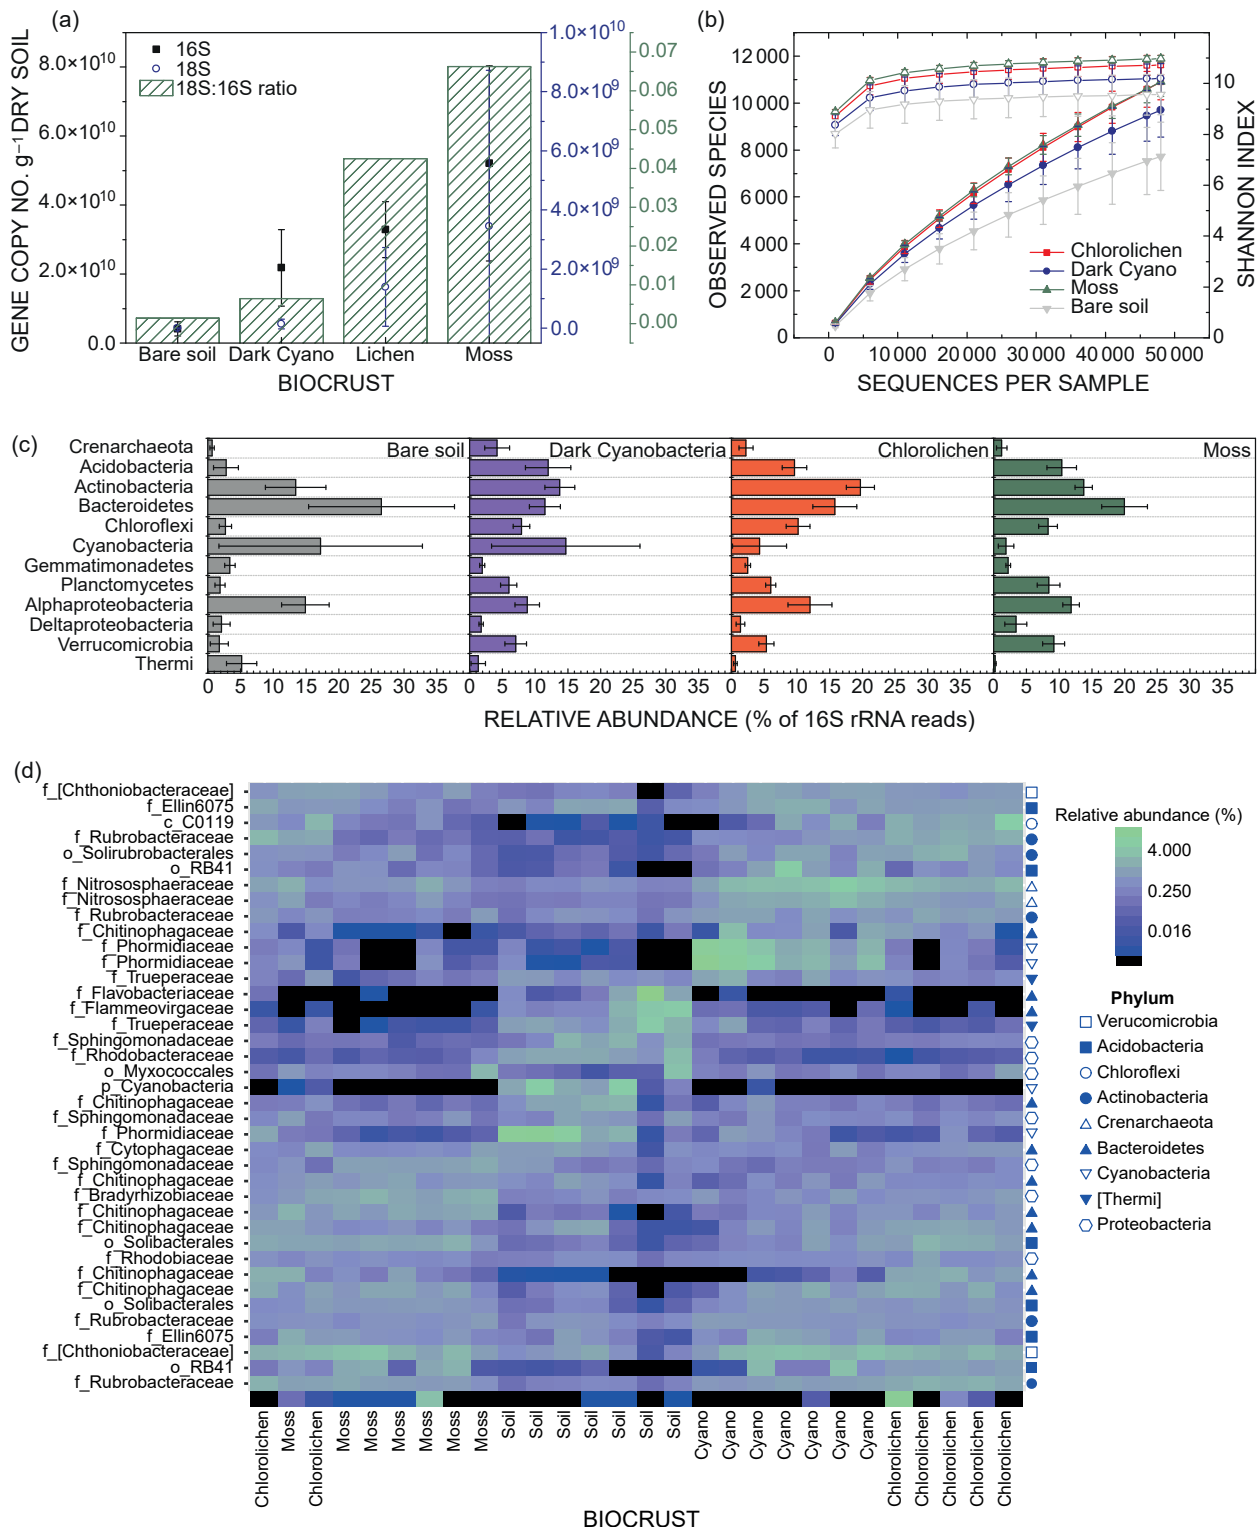 (a)
GENE COPY NO. g⁻¹DRY SOIL
8.0×10¹⁰
6.0×10¹⁰
4.0×10¹⁰
2.0×10¹⁰
0.0
16S
18S
18S:16S ratio
1.0×10¹⁰
8.0×10⁹
6.0×10⁹
4.0×10⁹
2.0×10⁹
0.0
0.07
0.06
0.05
0.04
0.03
0.02
0.01
0.00
Bare soil Dark Cyano Lichen Moss
BIOCRUST
(b)
OBSERVED SPECIES
12 000
10 000
8 000
6 000
4 000
2 000
0
10
8
6
4
2
0
SHANNON INDEX
Chlorolichen
Dark Cyano
Moss
Bare soil
0 10 000 20 000 30 000 40 000 50 000
SEQUENCES PER SAMPLE
(c)
Bare soil Dark Cyanobacteria Chlorolichen Moss
Crenarchaeota
Acidobacteria
Actinobacteria
Bacteroidetes
Chloroflexi
Cyanobacteria
Gemmatimonadetes
Planctomycetes
Alphaproteobacteria
Deltaproteobacteria
Verrucomicrobia
Thermi
0 5 10 15 20 25 30 35 0 5 10 15 20 25 30 35 0 5 10 15 20 25 30 35 0 5 10 15 20 25 30 35
RELATIVE ABUNDANCE (% of 16S rRNA reads)
(d)
f_[Chthoniobacteraceae]
f_Ellin6075
c_C0119
f_Rubrobacteraceae
o_Solirubrobacterales
o_RB41
f_Nitrososphaeraceae
f_Nitrososphaeraceae
f_Rubrobacteraceae
f_Chitinophagaceae
f_Phormidiaceae
f_Phormidiaceae
f_Trueperaceae
f_Flavobacteriaceae
f_Flammeovirgaceae
f_Trueperaceae
f_Sphingomonadaceae
f_Rhodobacteraceae
o_Myxococcales
p_Cyanobacteria
f_Chitinophagaceae
f_Sphingomonadaceae
f_Phormidiaceae
f_Cytophagaceae
f_Sphingomonadaceae
f_Chitinophagaceae
f_Bradyrhizobiaceae
f_Chitinophagaceae
f_Chitinophagaceae
o_Solibacterales
f_Rhodobiaceae
f_Chitinophagaceae
f_Chitinophagaceae
o_Solibacterales
f_Rubrobacteraceae
f_Ellin6075
f_[Chthoniobacteraceae]
o_RB41
f_Rubrobacteraceae
Relative abundance (%)
4.000
0.250
0.016
Phylum
Verucomicrobia
Acidobacteria
Chloroflexi
Actinobacteria
Crenarchaeota
Bacteroidetes
Cyanobacteria
[Thermi]
Proteobacteria
Chlorolichen
Moss
Chlorolichen
Moss
Moss
Moss
Moss
Moss
Moss
Soil
Soil
Soil
Soil
Soil
Soil
Soil
Cyano
Cyano
Cyano
Cyano
Cyano
Cyano
Cyano
Chlorolichen
Chlorolichen
Chlorolichen
Chlorolichen
Chlorolichen
BIOCRUST